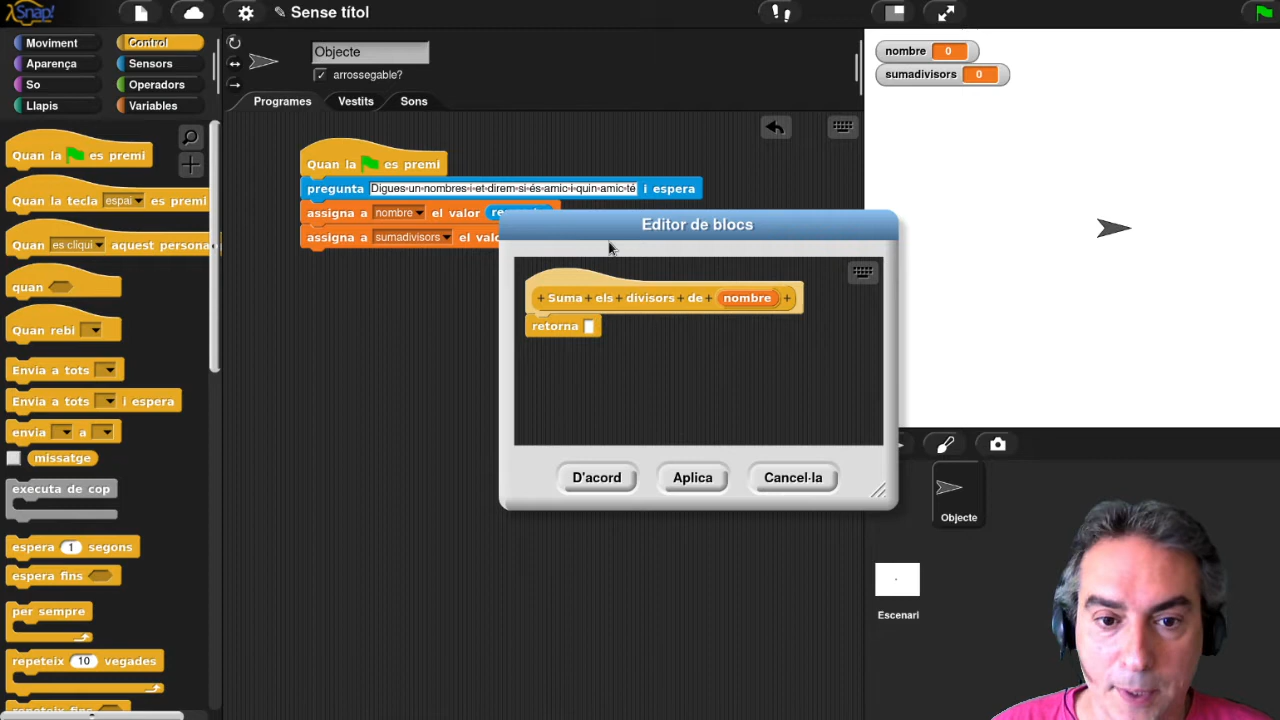 Snap!
Sense títol
Moviment
Control
Aparença
Sensors
So
Operadors
Llapis
Variables
Quan la es premi
Quan la tecla espai es premi
Quan es cliqui aquest persona
quan
Quan rebi
Envia a tots
Envia a tots i espera
envia a
missatge
executa de cop
espera 1 segons
espera fins
per sempre
repeteix 10 vegades
Objecte
arrossegable?
Programes
Vestits
Sons
Quan la es premi
pregunta Digues·un·nombres·i·et·direm·si·és·amic·i·quin·amic·té i espera
assigna a nombre el valor
assigna a sumadivisors el valo
Editor de blocs
+ Suma + els + divisors + de + nombre +
retorna
D'acord
Aplica
Cancel·la
nombre 0
sumadivisors 0
Objecte
Escenari